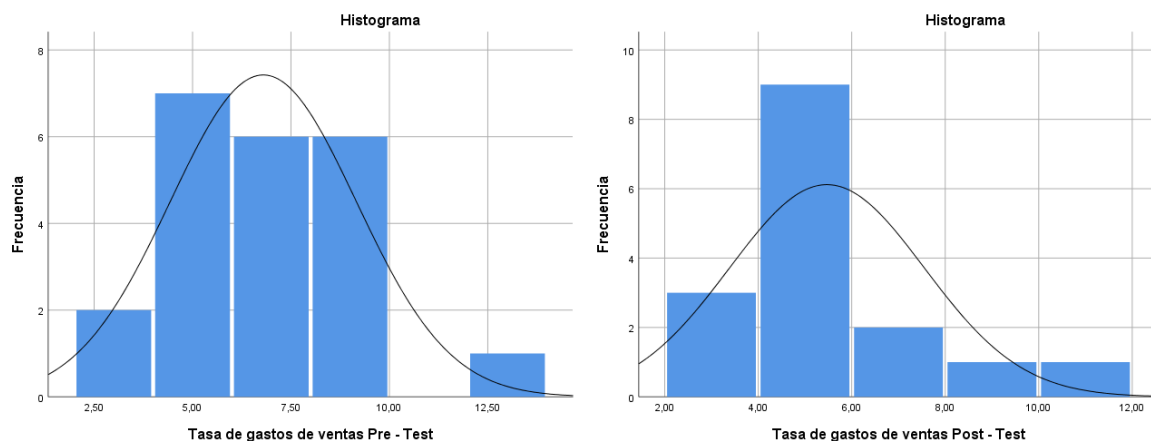 Histograma
8
6
4
2
0
Frecuencia
2,50 5,00 7,50 10,00 12,50
Tasa de gastos de ventas Pre - Test
Histograma
10
8
6
4
2
0
Frecuencia
2,00 4,00 6,00 8,00 10,00 12,00
Tasa de gastos de ventas Post - Test